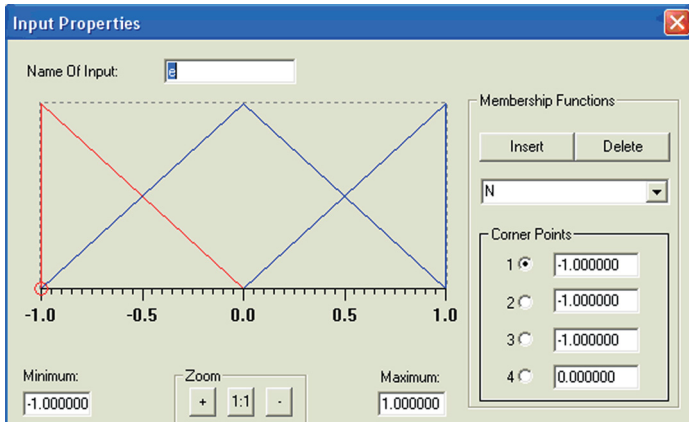 Input Properties
Name Of Input: e
Membership Functions
Insert Delete
N
Corner Points
1 -1.000000
2 -1.000000
3 -1.000000
4 0.000000
-1.0 -0.5 0.0 0.5 1.0
Minimum: Zoom Maximum:
-1.000000 + 1:1 - 1.000000